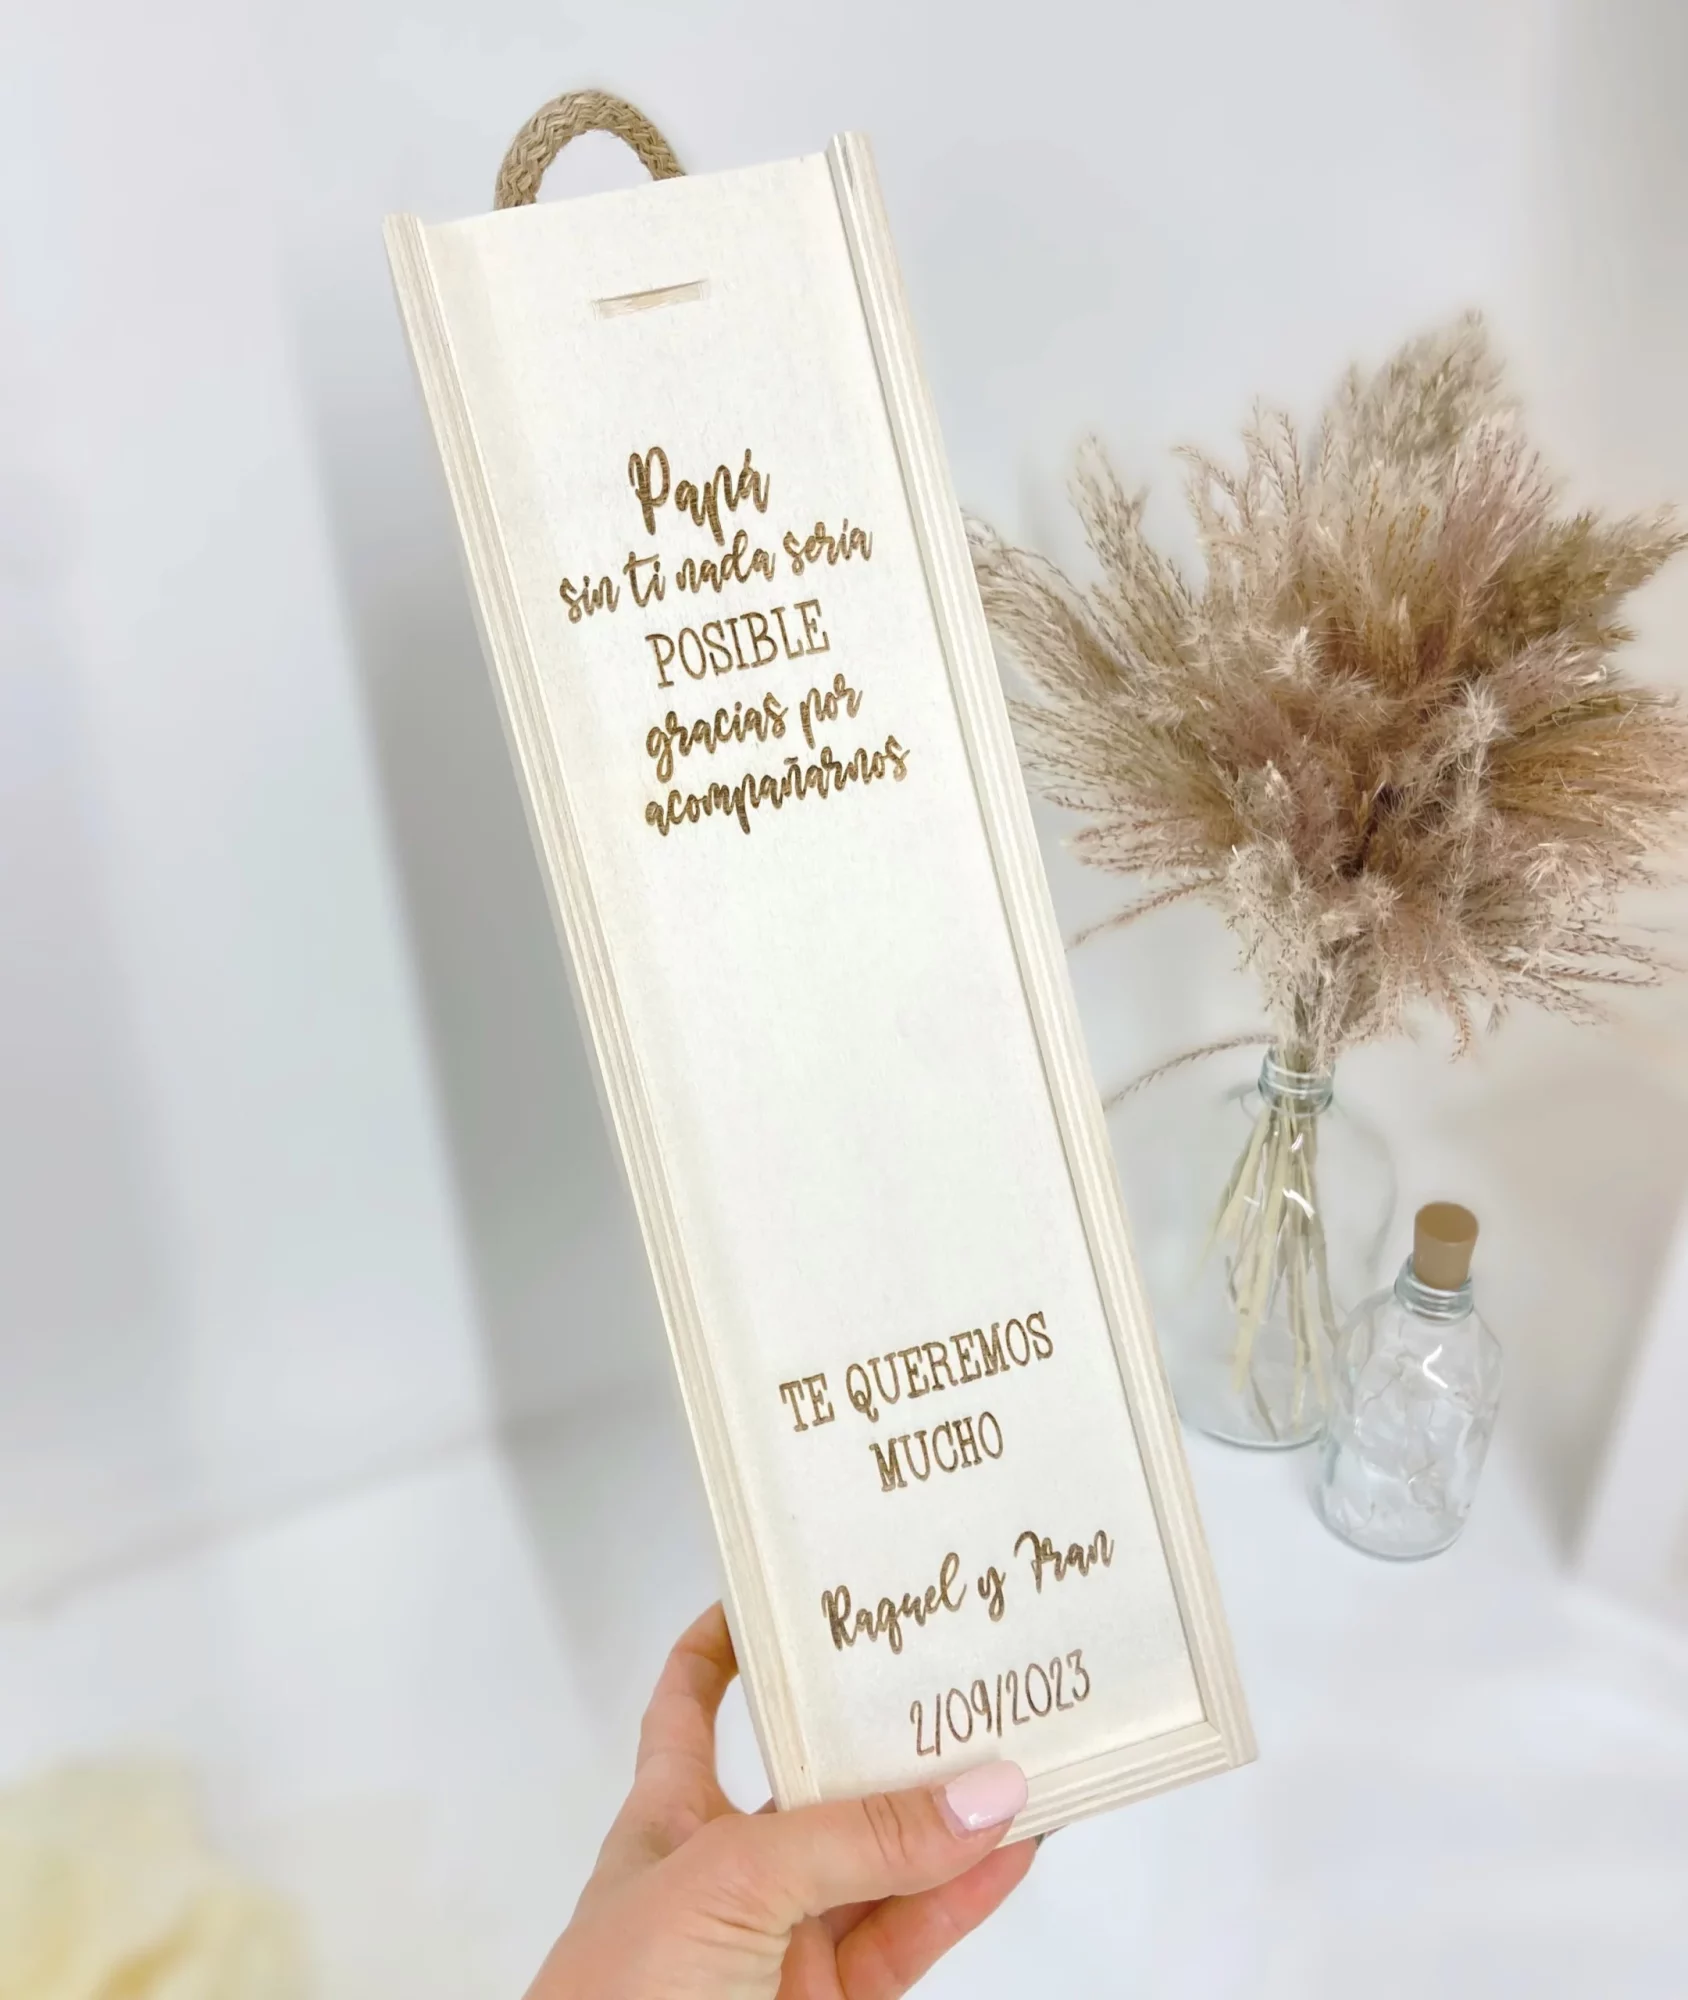 Papá
sin ti nada sería
POSIBLE
gracias por
acompañarnos
TE QUEREMOS
MUCHO
Raquel y Fran
2/09/2023